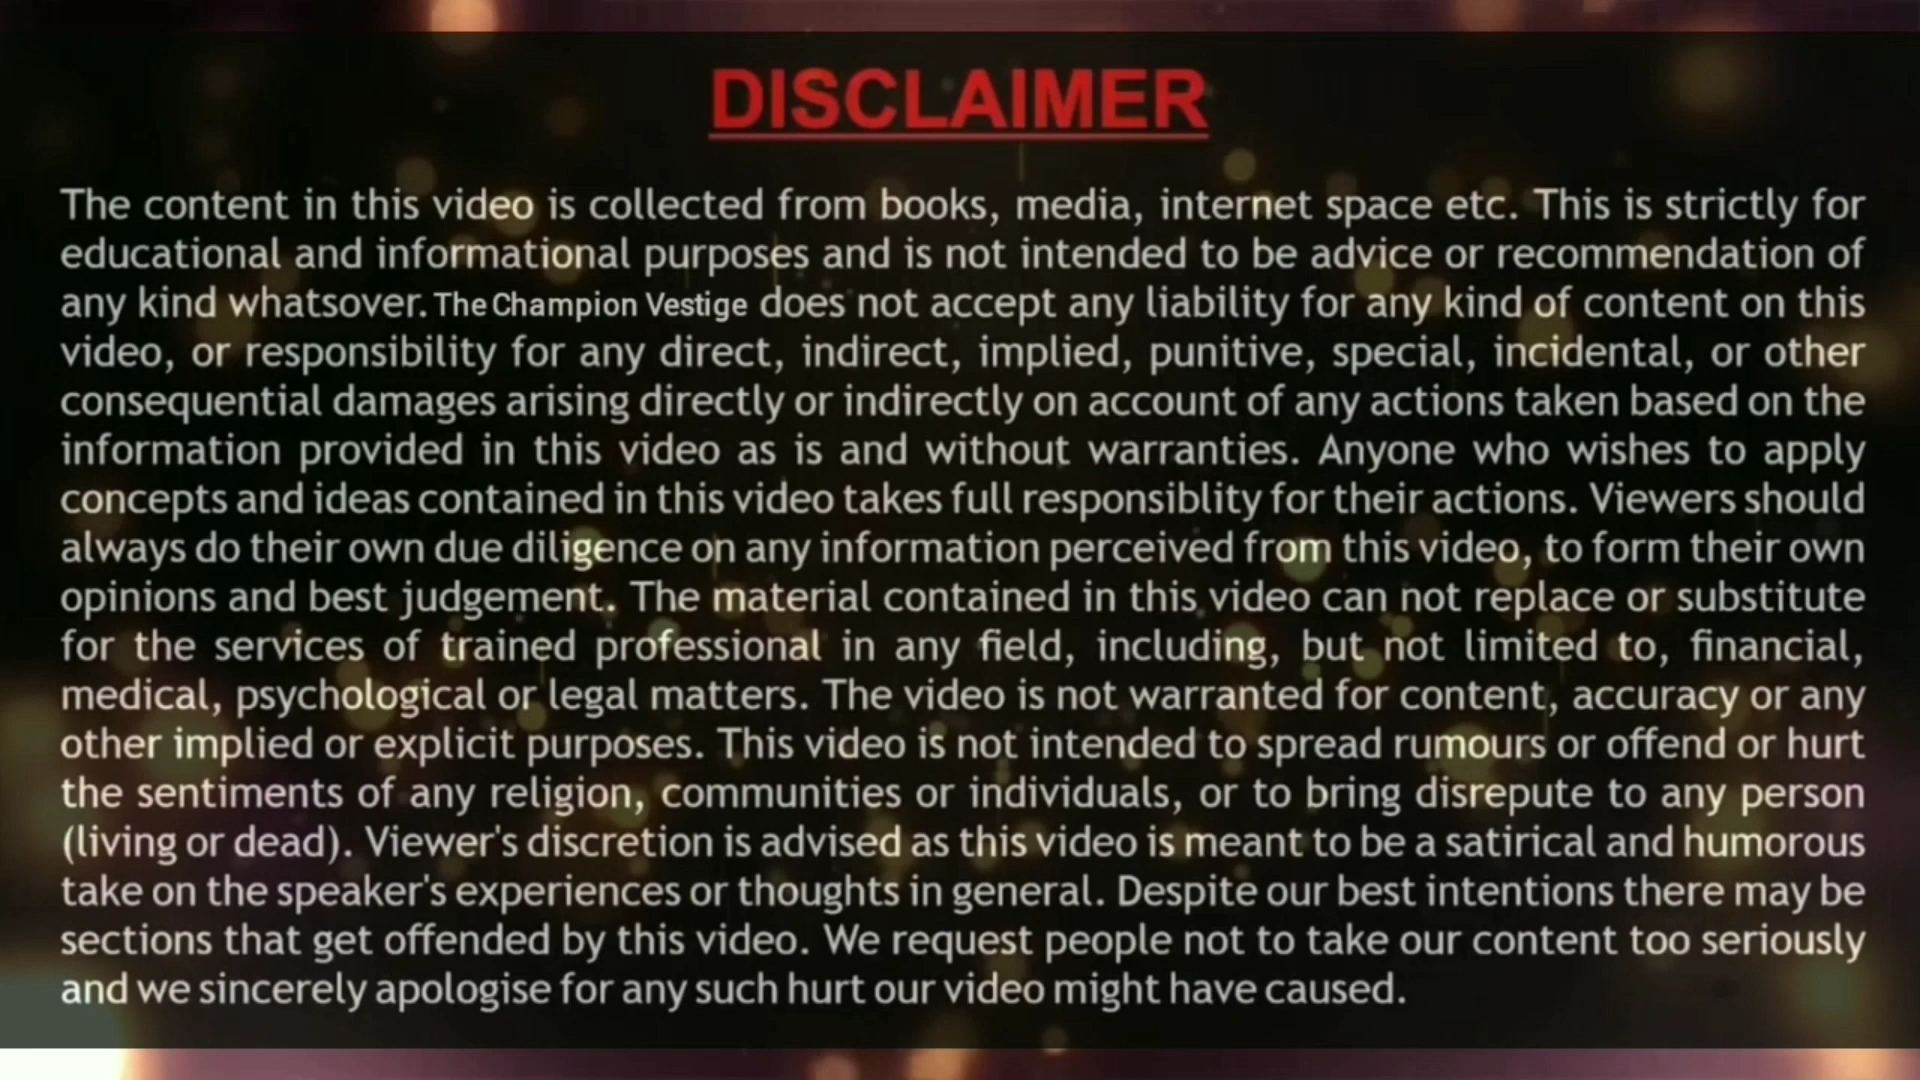 DISCLAIMER
The content in this video is collected from books, media, internet space etc. This is strictly for
educational and informational purposes and is not intended to be advice or recommendation of
any kind whatsover. The Champion Vestige does not accept any liability for any kind of content on this
video, or responsibility for any direct, indirect, implied, punitive, special, incidental, or other
consequential damages arising directly or indirectly on account of any actions taken based on the
information provided in this video as is and without warranties. Anyone who wishes to apply
concepts and ideas contained in this video takes full responsiblity for their actions. Viewers should
always do their own due diligence on any information perceived from this video, to form their own
opinions and best judgement. The material contained in this video can not replace or substitute
for the services of trained professional in any field, including, but not limited to, financial,
medical, psychological or legal matters. The video is not warranted for content, accuracy or any
other implied or explicit purposes. This video is not intended to spread rumours or offend or hurt
the sentiments of any religion, communities or individuals, or to bring disrepute to any person
(living or dead). Viewer's discretion is advised as this video is meant to be a satirical and humorous
take on the speaker's experiences or thoughts in general. Despite our best intentions there may be
sections that get offended by this video. We request people not to take our content too seriously
and we sincerely apologise for any such hurt our video might have caused.